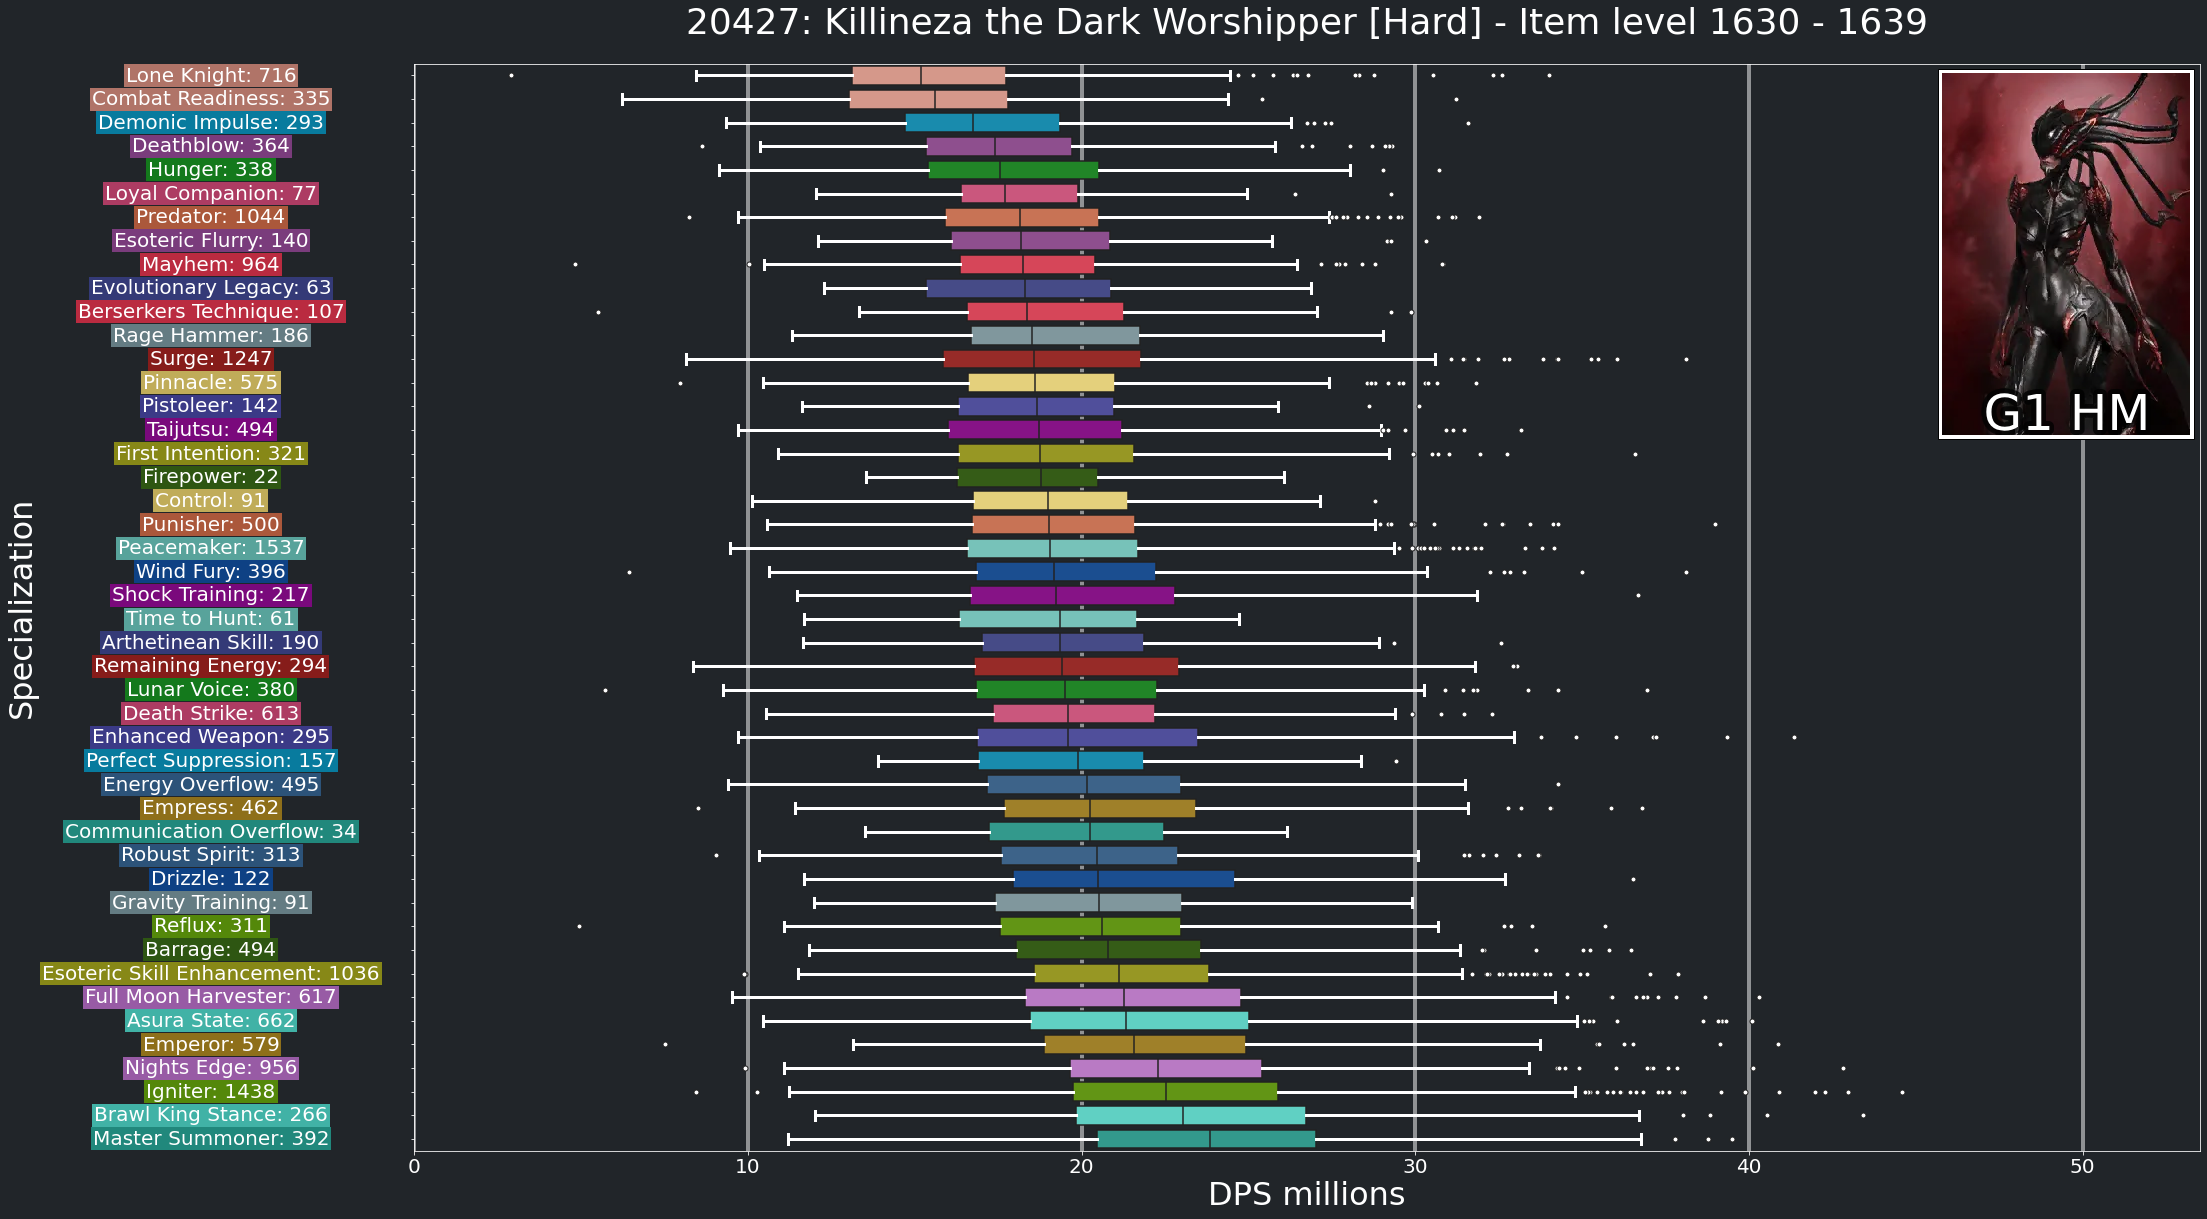 20427: Killineza the Dark Worshipper [Hard] - Item level 1630 - 1639
Lone Knight: 716
Combat Readiness: 335
Demonic Impulse: 293
Deathblow: 364
Hunger: 338
Loyal Companion: 77
Predator: 1044
Esoteric Flurry: 140
Mayhem: 964
Evolutionary Legacy: 63
Berserkers Technique: 107
Rage Hammer: 186
Surge: 1247
Pinnacle: 575
Pistoleer: 142
Taijutsu: 494
First Intention: 321
Firepower: 22
Control: 91
Punisher: 500
Peacemaker: 1537
Wind Fury: 396
Shock Training: 217
Time to Hunt: 61
Arthetinean Skill: 190
Remaining Energy: 294
Lunar Voice: 380
Death Strike: 613
Enhanced Weapon: 295
Perfect Suppression: 157
Energy Overflow: 495
Empress: 462
Communication Overflow: 34
Robust Spirit: 313
Drizzle: 122
Gravity Training: 91
Reflux: 311
Barrage: 494
Esoteric Skill Enhancement: 1036
Full Moon Harvester: 617
Asura State: 662
Emperor: 579
Nights Edge: 956
Igniter: 1438
Brawl King Stance: 266
Master Summoner: 392
Specialization
G1 HM
0 10 20 30 40 50
DPS millions